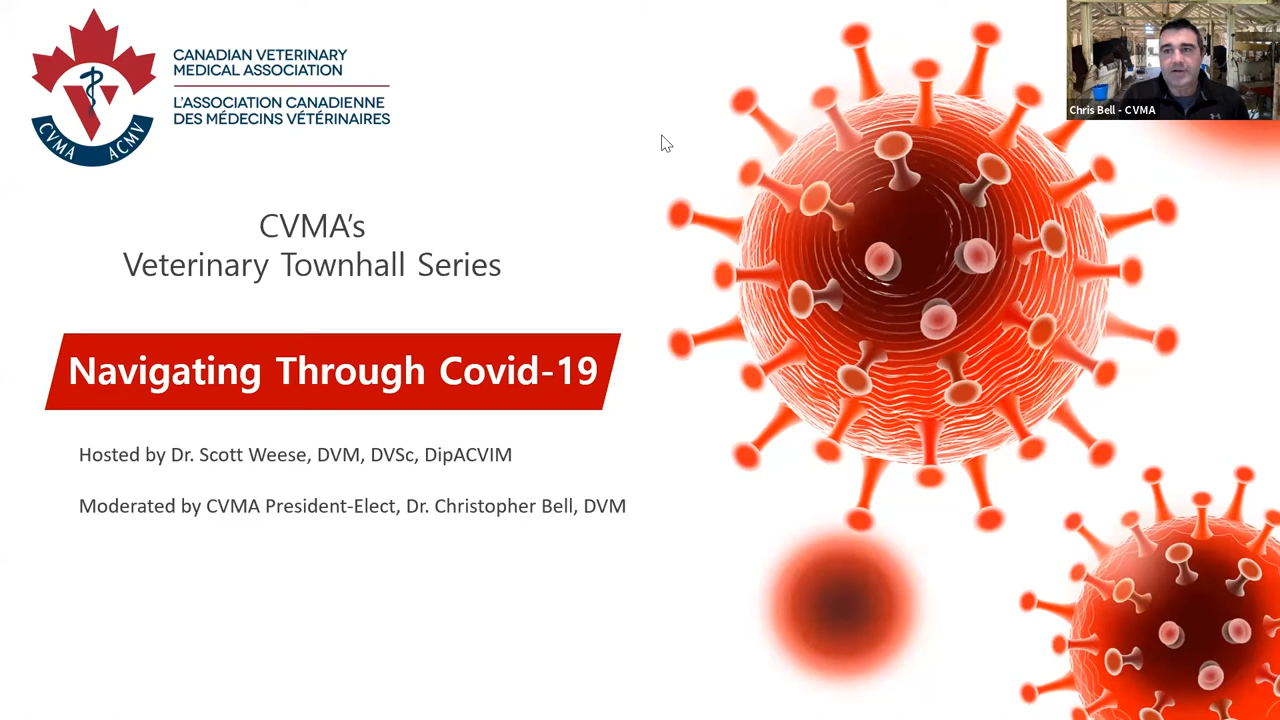 CANADIAN VETERINARY
MEDICAL ASSOCIATION
L'ASSOCIATION CANADIENNE
DES MÉDECINS VÉTÉRINAIRES
CVMA ACMV
Chris Bell - CVMA
CVMA's
Veterinary Townhall Series
Navigating Through Covid-19
Hosted by Dr. Scott Weese, DVM, DVSc, DipACVIM
Moderated by CVMA President-Elect, Dr. Christopher Bell, DVM